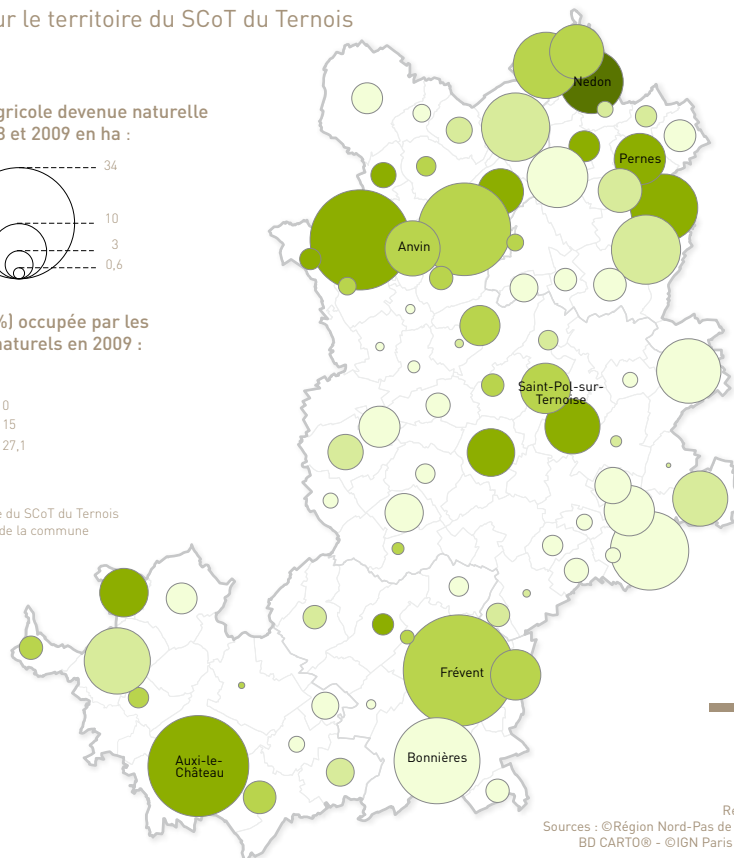 ur le territoire du SCoT du Ternois
gricole devenue naturelle
et 2009 en ha :
34
10
3
0,6
%) occupée par les
naturels en 2009 :
0
15
27,1
e du SCoT du Ternois
de la commune
Nedon
Pernes
Anvin
Saint-Pol-sur-
Ternoise
Frévent
Bonnières
Auxi-le-
Château
Sources : ©Région Nord-Pas de
BD CARTO® - ©IGN Paris